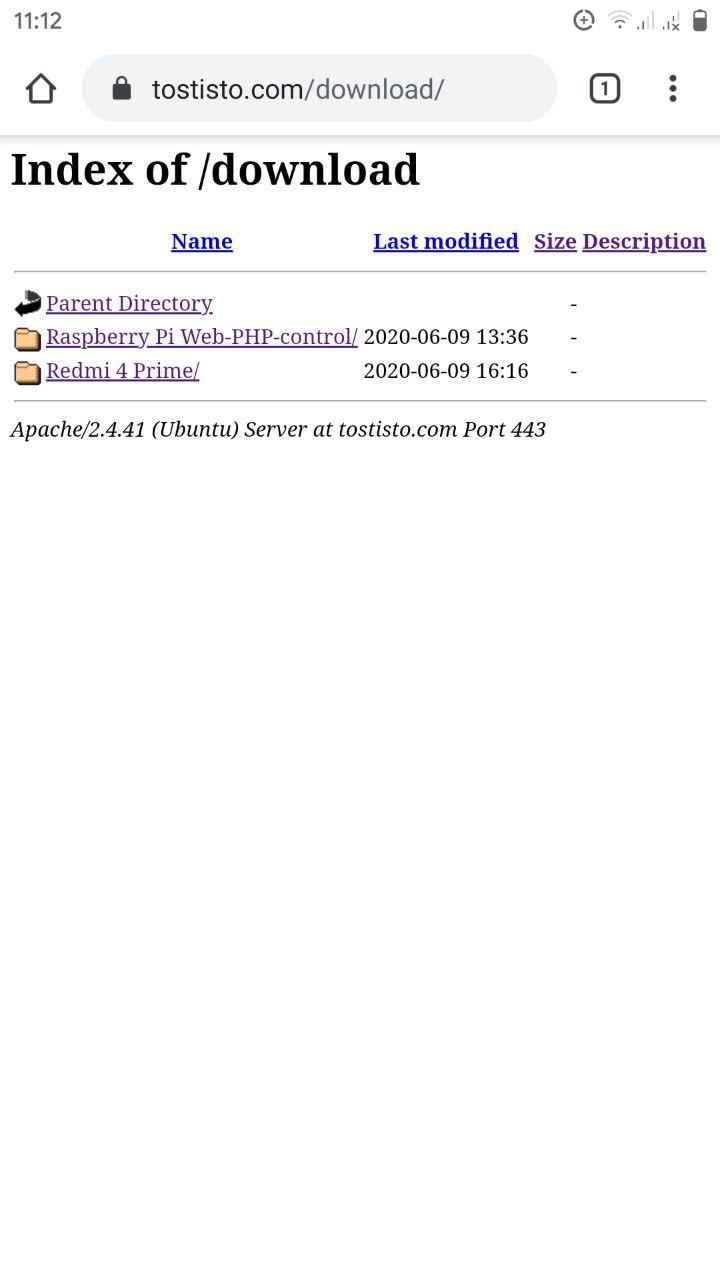 11:12
tostisto.com/download/
1
Index of /download
Name Last modified Size Description
Parent Directory -
Raspberry Pi Web-PHP-control/ 2020-06-09 13:36 -
Redmi 4 Prime/ 2020-06-09 16:16 -
Apache/2.4.41 (Ubuntu) Server at tostisto.com Port 443